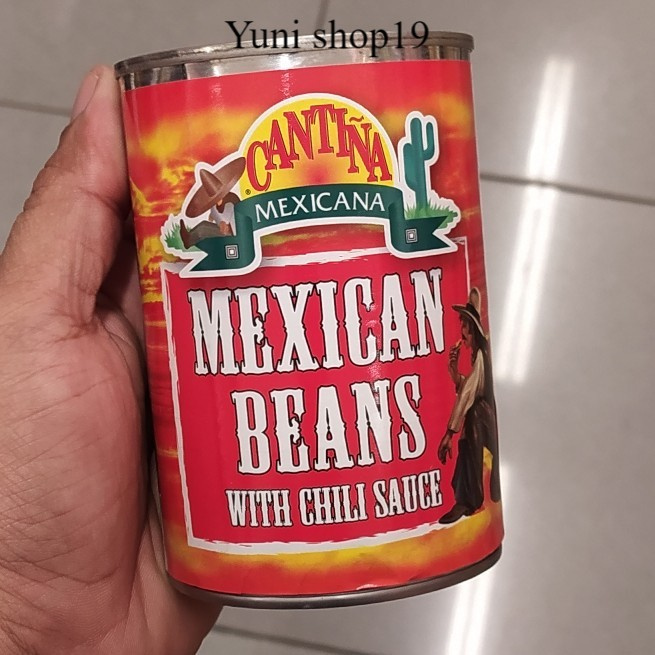 Yuni shop19
CANTIÑA
®
MEXICANA
MEXICAN
BEANS
WITH CHILI SAUCE